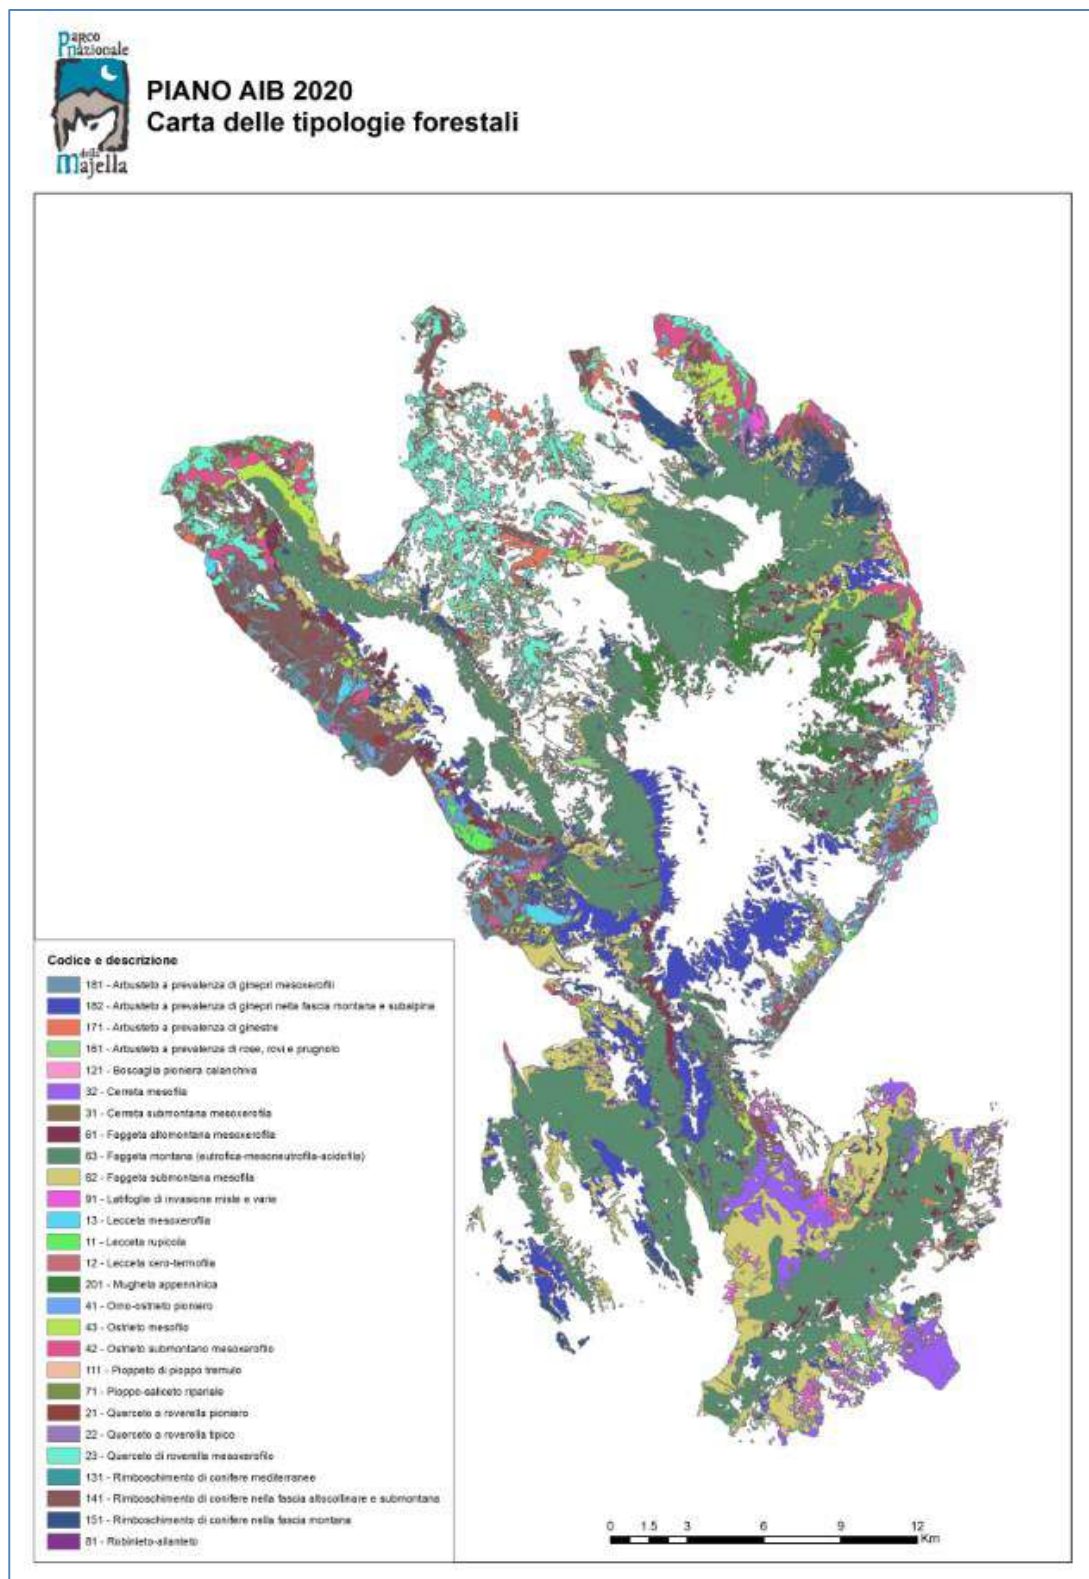 Parco
nazionale
della
majella
PIANO AIB 2020
Carta delle tipologie forestali
Codice e descrizione
181 - Arbusteto a prevalenza di ginepri mesoxerofili
182 - Arbusteto a prevalenza di ginepri nella fascia montana e subalpina
171 - Arbusteto a prevalenza di ginestre
161 - Arbusteto a prevalenza di rose, rovi e prugnolo
121 - Boscaglia pioniera calanchiva
32 - Cerreta mesofila
31 - Cerreta submontana mesoxerofila
61 - Faggeta altomontana mesoxerofila
63 - Faggeta montana (eutrofica-mesoneutrofila-acidofila)
62 - Faggeta submontana mesofila
91 - Latifoglie di invasione miste e varie
13 - Lecceta mesoxerofila
11 - Lecceta rupicola
12 - Lecceta xero-termofila
201 - Mugheta appenninica
41 - Orno-ostrieto pioniero
43 - Ostrieto mesofilo
42 - Ostrieto submontano mesoxerofilo
111 - Pioppeto di pioppo tremulo
71 - Pioppo-saliceto ripariale
21 - Querceto a roverella pioniero
22 - Querceto a roverella tipico
23 - Querceto di roverella mesoxerofilo
131 - Rimboschimento di conifere mediterranee
141 - Rimboschimento di conifere nella fascia altocollinare e submontana
151 - Rimboschimento di conifere nella fascia montana
81 - Robinieto-ailanteto
0 1.5 3 6 9 12
Km